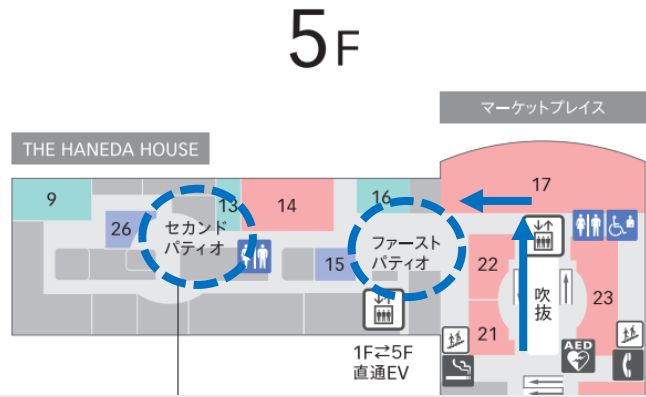 5F
マーケットプレイス
THE HANEDA HOUSE
9
26
13
14
16
17
セカンド
パティオ
ファースト
パティオ
15
22
23
吹
抜
21
1F⇄5F
直通EV
AED